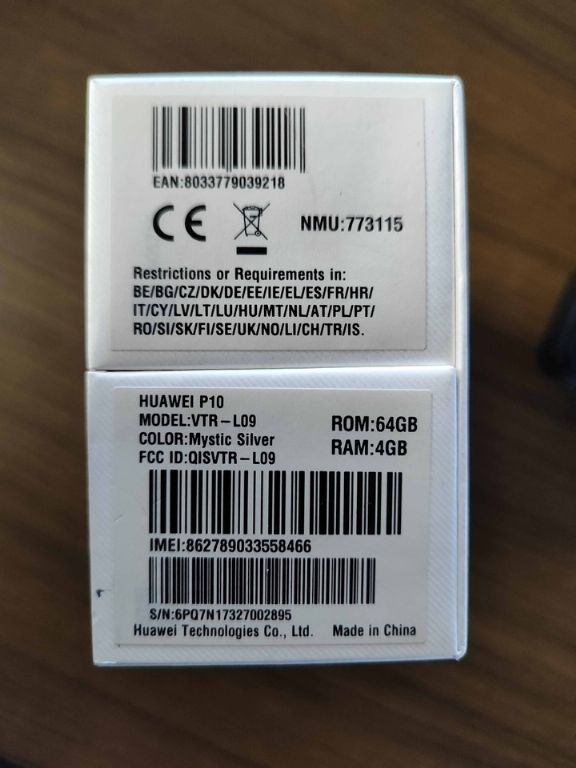 EAN:8033779039218
CE
NMU:773115
Restrictions or Requirements in:
BE/BG/CZ/DK/DE/EE/IE/EL/ES/FR/HR/
IT/CY/LV/LT/LU/HU/MT/NL/AT/PL/PT/
RO/SI/SK/FI/SE/UK/NO/LI/CH/TR/IS.
HUAWEI P10
MODEL:VTR-L09
COLOR:Mystic Silver
FCC ID:QISVTR-L09
ROM:64GB
RAM:4GB
IMEI:862789033558466
S/N:6PQ7N17327002895
Huawei Technologies Co., Ltd. Made in China